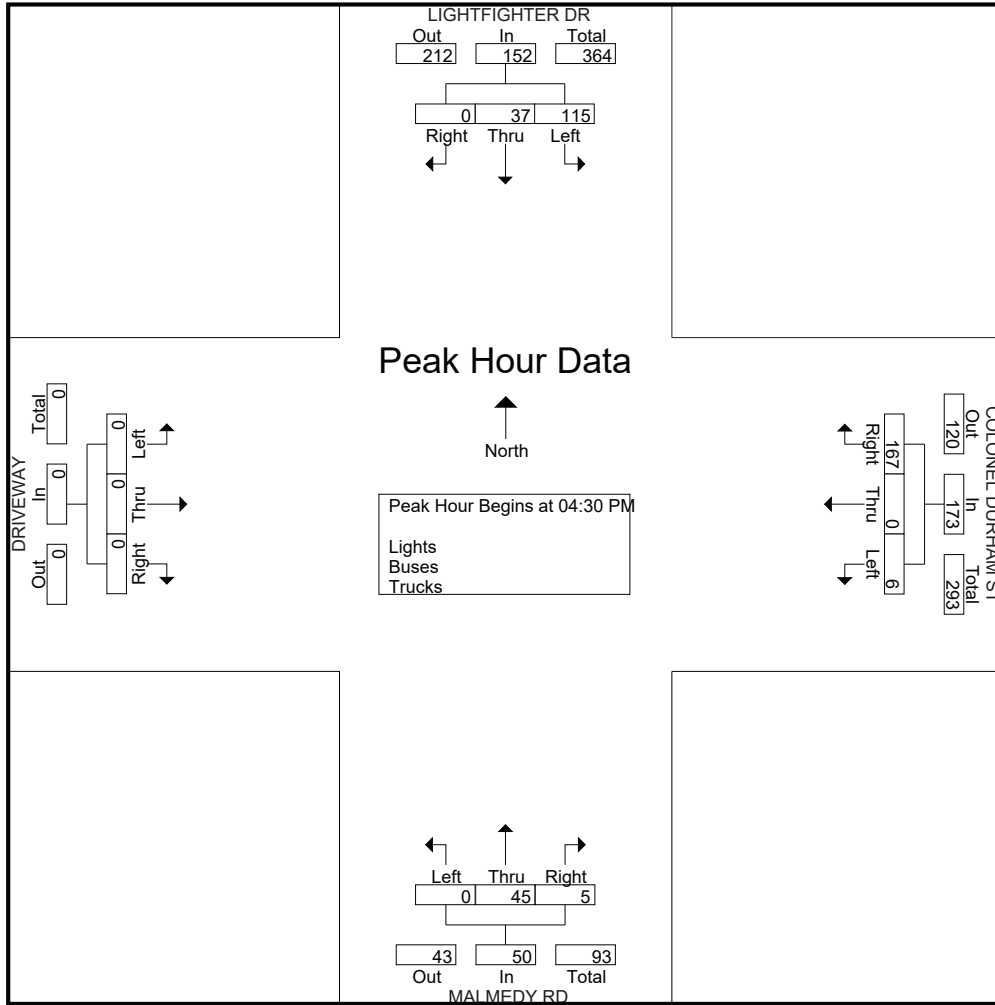 LIGHTFIGHTER DR
Out In Total
212 152 364
0 37 115
Right Thru Left
Peak Hour Data
North
Peak Hour Begins at 04:30 PM
Lights
Buses
Trucks
DRIVEWAY
Out In Total
0 0 0
Right Thru Left
0 0 0
COLONEL DURHAM ST
Out In Total
120 173 293
Right Thru Left
167 0 6
Left Thru Right
0 45 5
43 50 93
Out In Total
MALMEDY RD